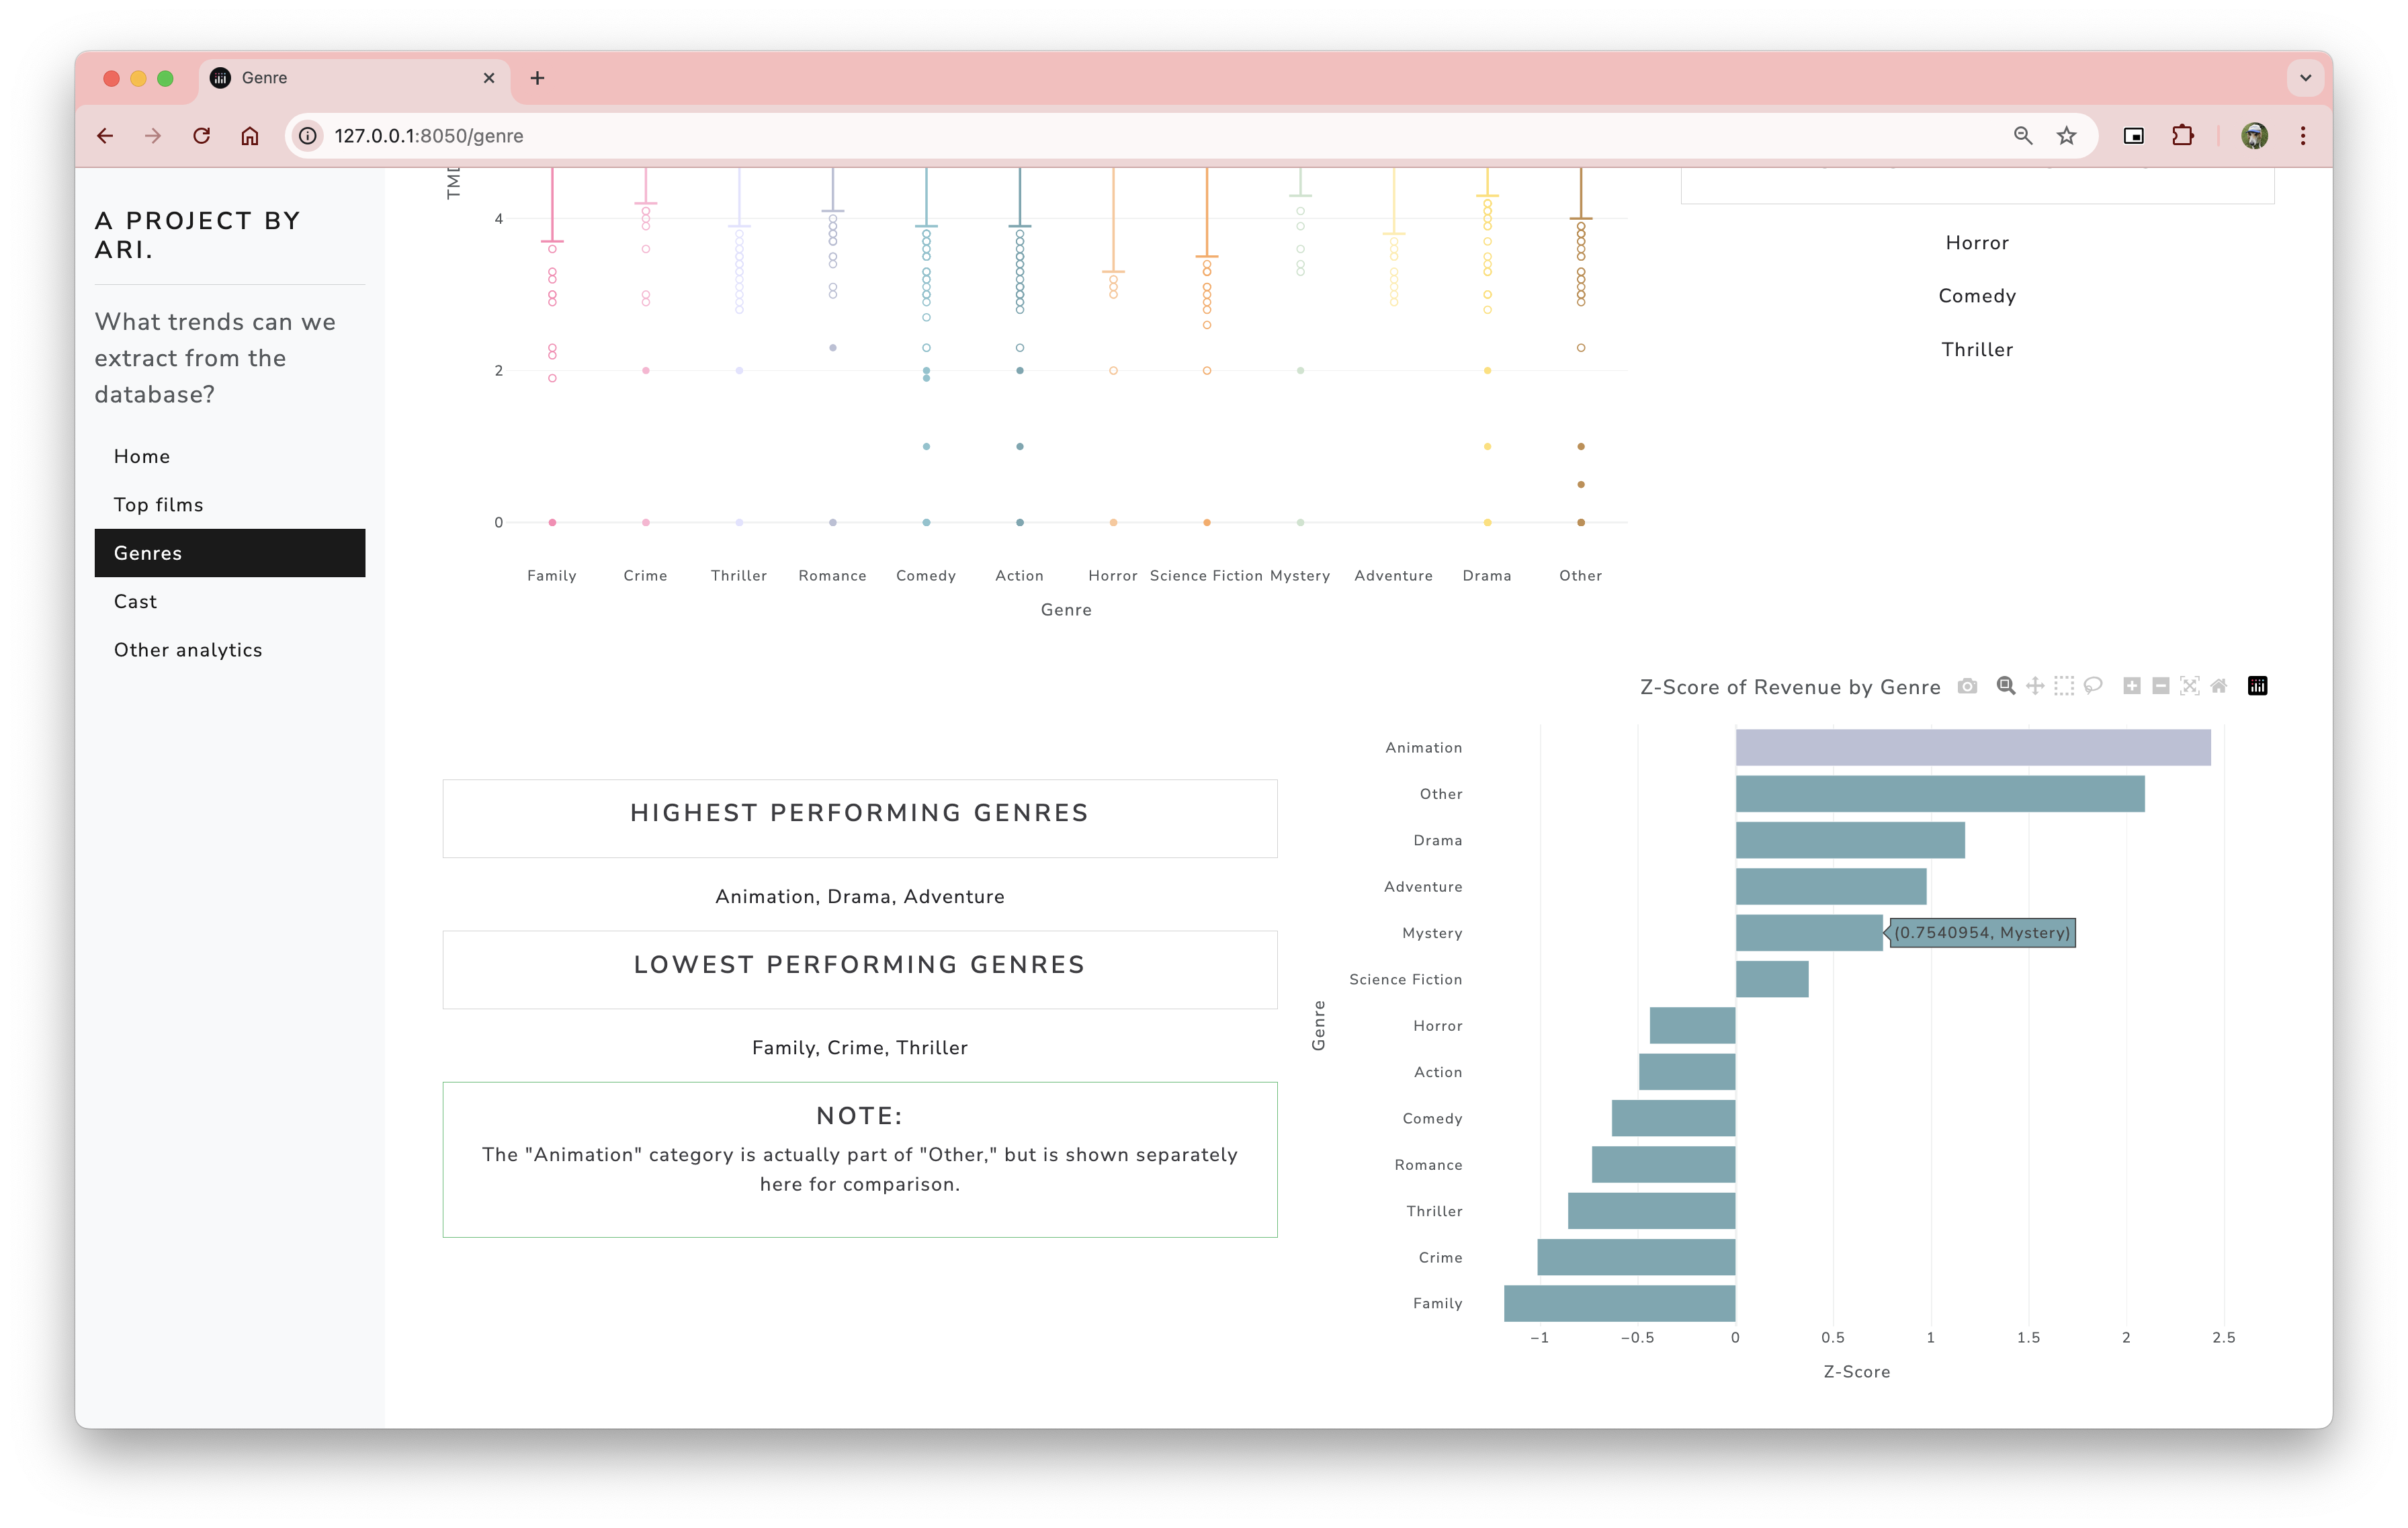 Genre
127.0.0.1:8050/genre
A PROJECT BY
ARI.
What trends can we
extract from the
database?
Home
Top films
Genres
Cast
Other analytics
4
2
0
Family Crime Thriller Romance Comedy Action Horror Science Fiction Mystery Adventure Drama Other
Genre
Horror
Comedy
Thriller
HIGHEST PERFORMING GENRES
Animation, Drama, Adventure
LOWEST PERFORMING GENRES
Family, Crime, Thriller
NOTE:
The "Animation" category is actually part of "Other," but is shown separately
here for comparison.
Z-Score of Revenue by Genre
Genre
Animation
Other
Drama
Adventure
Mystery
(0.7540954, Mystery)
Science Fiction
Horror
Action
Comedy
Romance
Thriller
Crime
Family
−1 −0.5 0 0.5 1 1.5 2 2.5
Z-Score